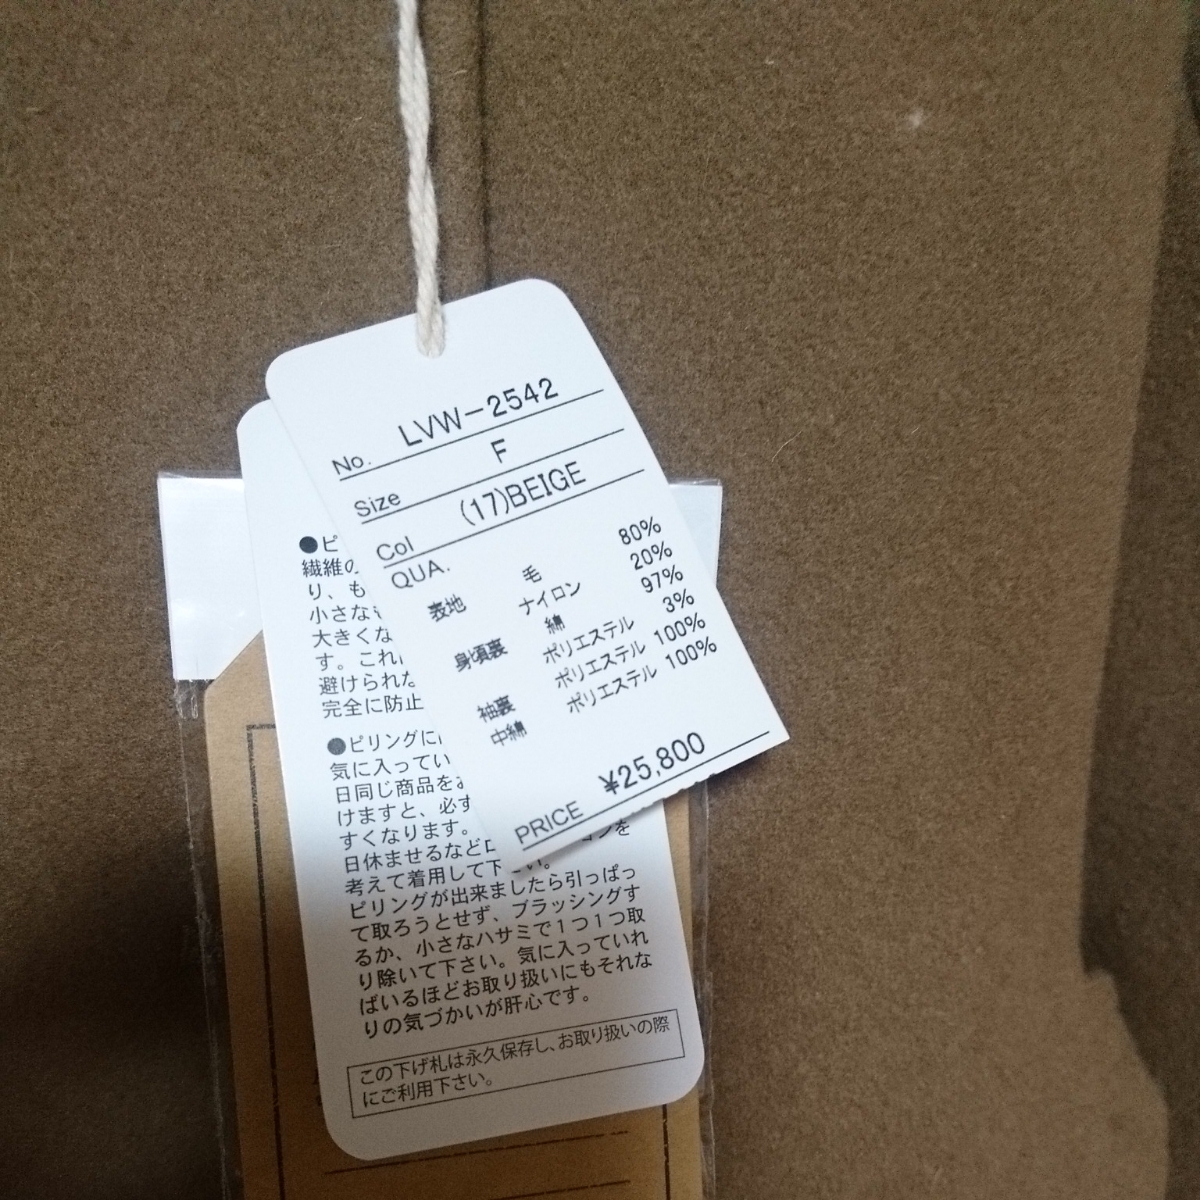 No. LVW-2542
Size F
Col (17)BEIGE
QUA.
表地 毛 80%
ナイロン 20%
身頃裏 綿 97%
ポリエステル 3%
袖裏 ポリエステル 100%
中綿 ポリエステル 100%
PRICE ¥25,800
●ピ
繊維の
り、も
小さな
大きくな
す。これ
避けられた
完全に防止
●ピリングに
気に入ってい
日同じ商品を
けますと、必ず
すくなります。
日休ませるなど ンを
考えて着用して下さい。
ピリングが出来ましたら引っぱっ
て取ろうとせず、ブラッシングす
るか、小さなハサミで1つ1つ取
り除いて下さい。気に入っていれ
ばいるほどお取り扱いにもそれな
りの気づかいが肝心です。
この下げ札は永久保存し、お取り扱いの際
にご利用下さい。